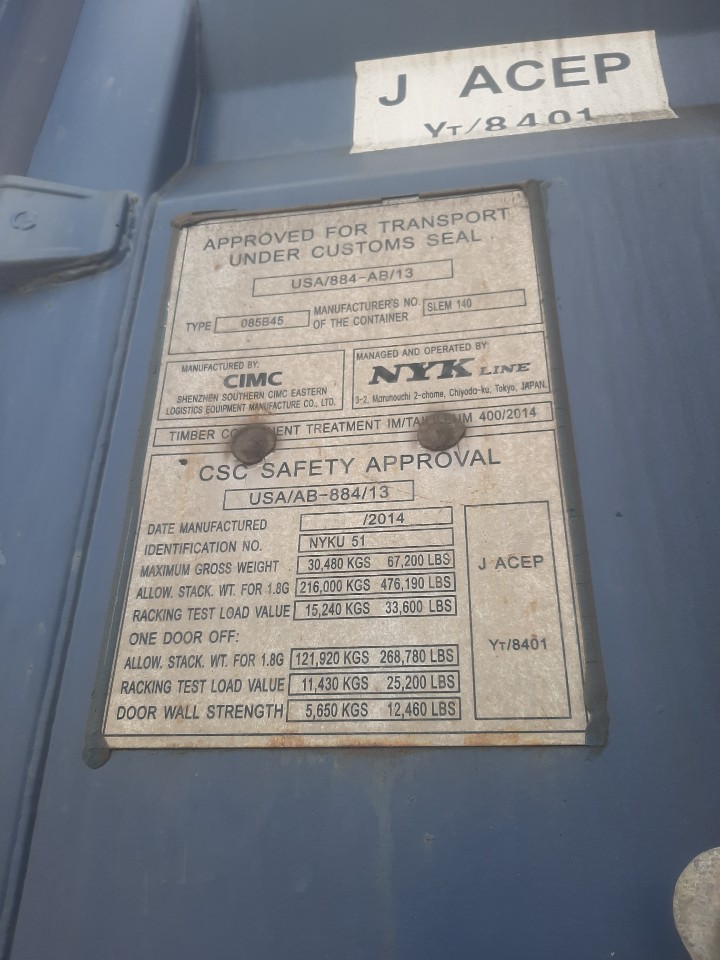 J ACEP
YT/8401
APPROVED FOR TRANSPORT
UNDER CUSTOMS SEAL
USA/884-AB/13
TYPE 085B45 MANUFACTURER'S NO. OF THE CONTAINER SLEM 140
MANUFACTURED BY:
CIMC
SHENZHEN SOUTHERN CIMC EASTERN
LOGISTICS EQUIPMENT MANUFACTURE CO., LTD.
MANAGED AND OPERATED BY:
NYK LINE
3-2, Marunouchi 2-chome, Chiyoda-ku, Tokyo, JAPAN.
TIMBER COMPONENT TREATMENT IM/ 400/2014
CSC SAFETY APPROVAL
USA/AB-884/13
DATE MANUFACTURED /2014
IDENTIFICATION NO. NYKU 51
MAXIMUM GROSS WEIGHT 30,480 KGS 67,200 LBS
ALLOW. STACK. WT. FOR 1.8G 216,000 KGS 476,190 LBS
RACKING TEST LOAD VALUE 15,240 KGS 33,600 LBS
ONE DOOR OFF:
ALLOW. STACK. WT. FOR 1.8G 121,920 KGS 268,780 LBS
RACKING TEST LOAD VALUE 11,430 KGS 25,200 LBS
DOOR WALL STRENGTH 5,650 KGS 12,460 LBS
J ACEP
YT/8401